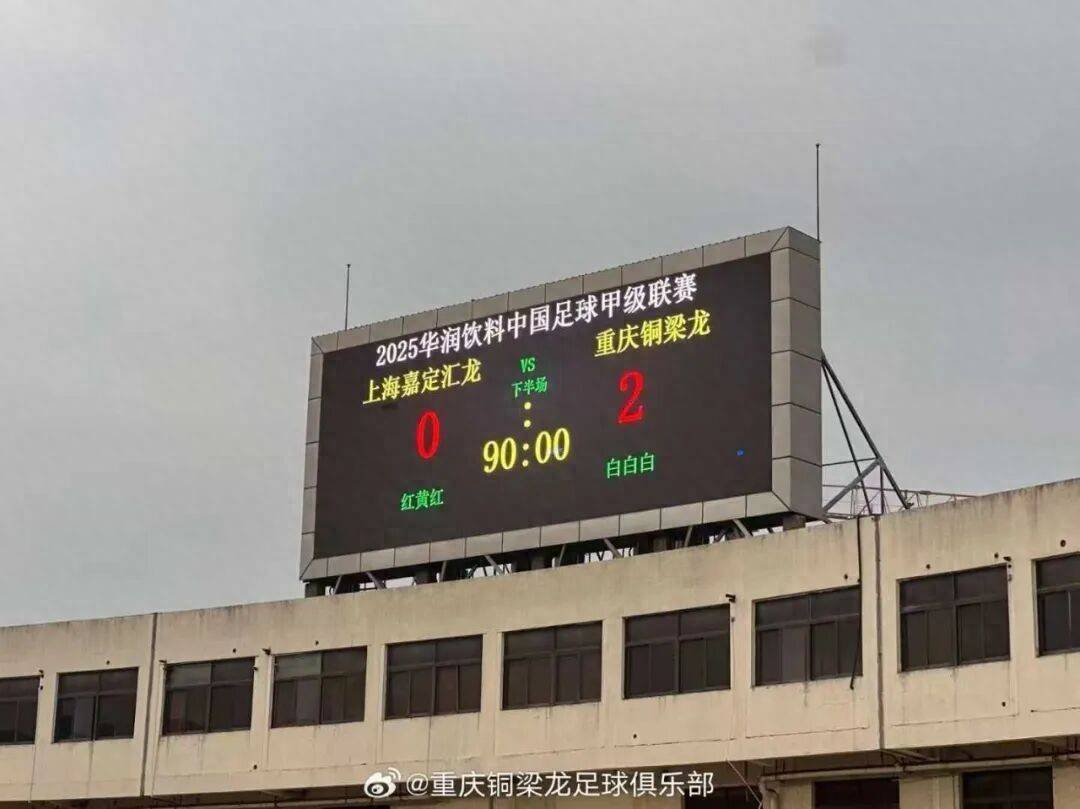 2025华润饮料中国足球甲级联赛
上海嘉定汇龙 VS 重庆铜梁龙
下半场
0 : 2
90:00
红黄红 白白白
@重庆铜梁龙足球俱乐部